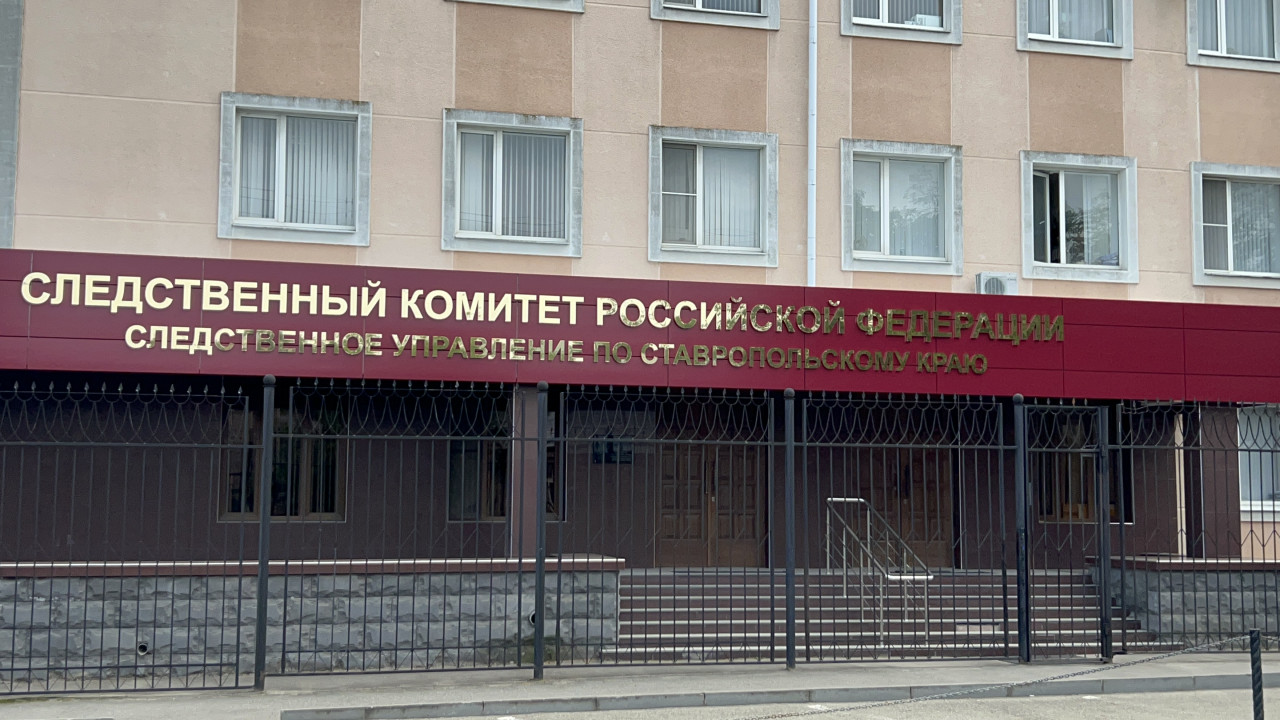 СЛЕДСТВЕННЫЙ КОМИТЕТ РОССИЙСКОЙ ФЕДЕРАЦИИ
СЛЕДСТВЕННОЕ УПРАВЛЕНИЕ ПО СТАВРОПОЛЬСКОМУ КРАЮ